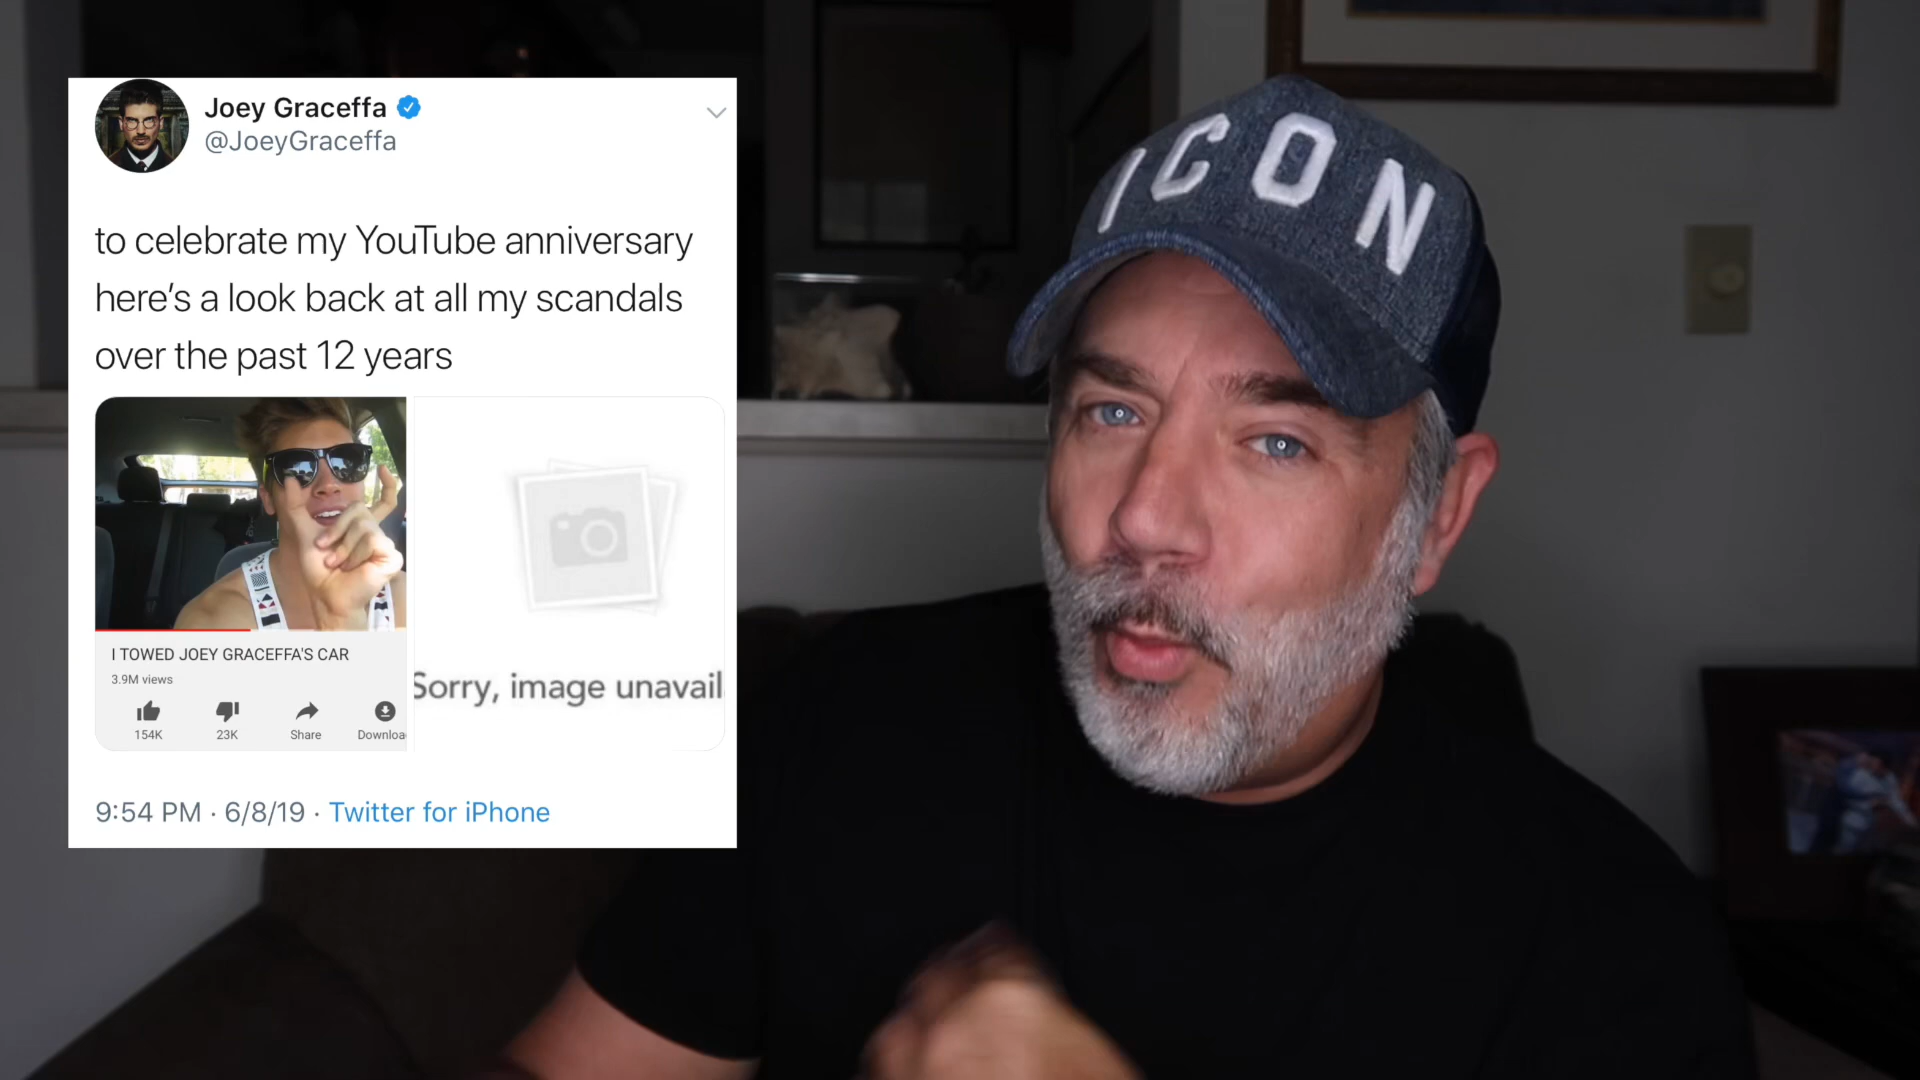 Joey Graceffa
@JoeyGraceffa
to celebrate my YouTube anniversary
here's a look back at all my scandals
over the past 12 years
I TOWED JOEY GRACEFFA'S CAR
3.9M views
154K
23K
Share
Downloa
Sorry, image unavail
9:54 PM · 6/8/19 · Twitter for iPhone
ICON